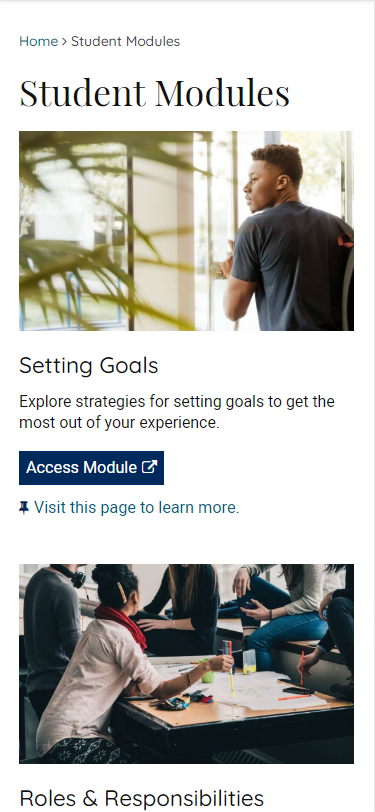 Home > Student Modules
Student Modules
Setting Goals
Explore strategies for setting goals to get the
most out of your experience.
Access Module
Visit this page to learn more.
Roles & Responsibilities